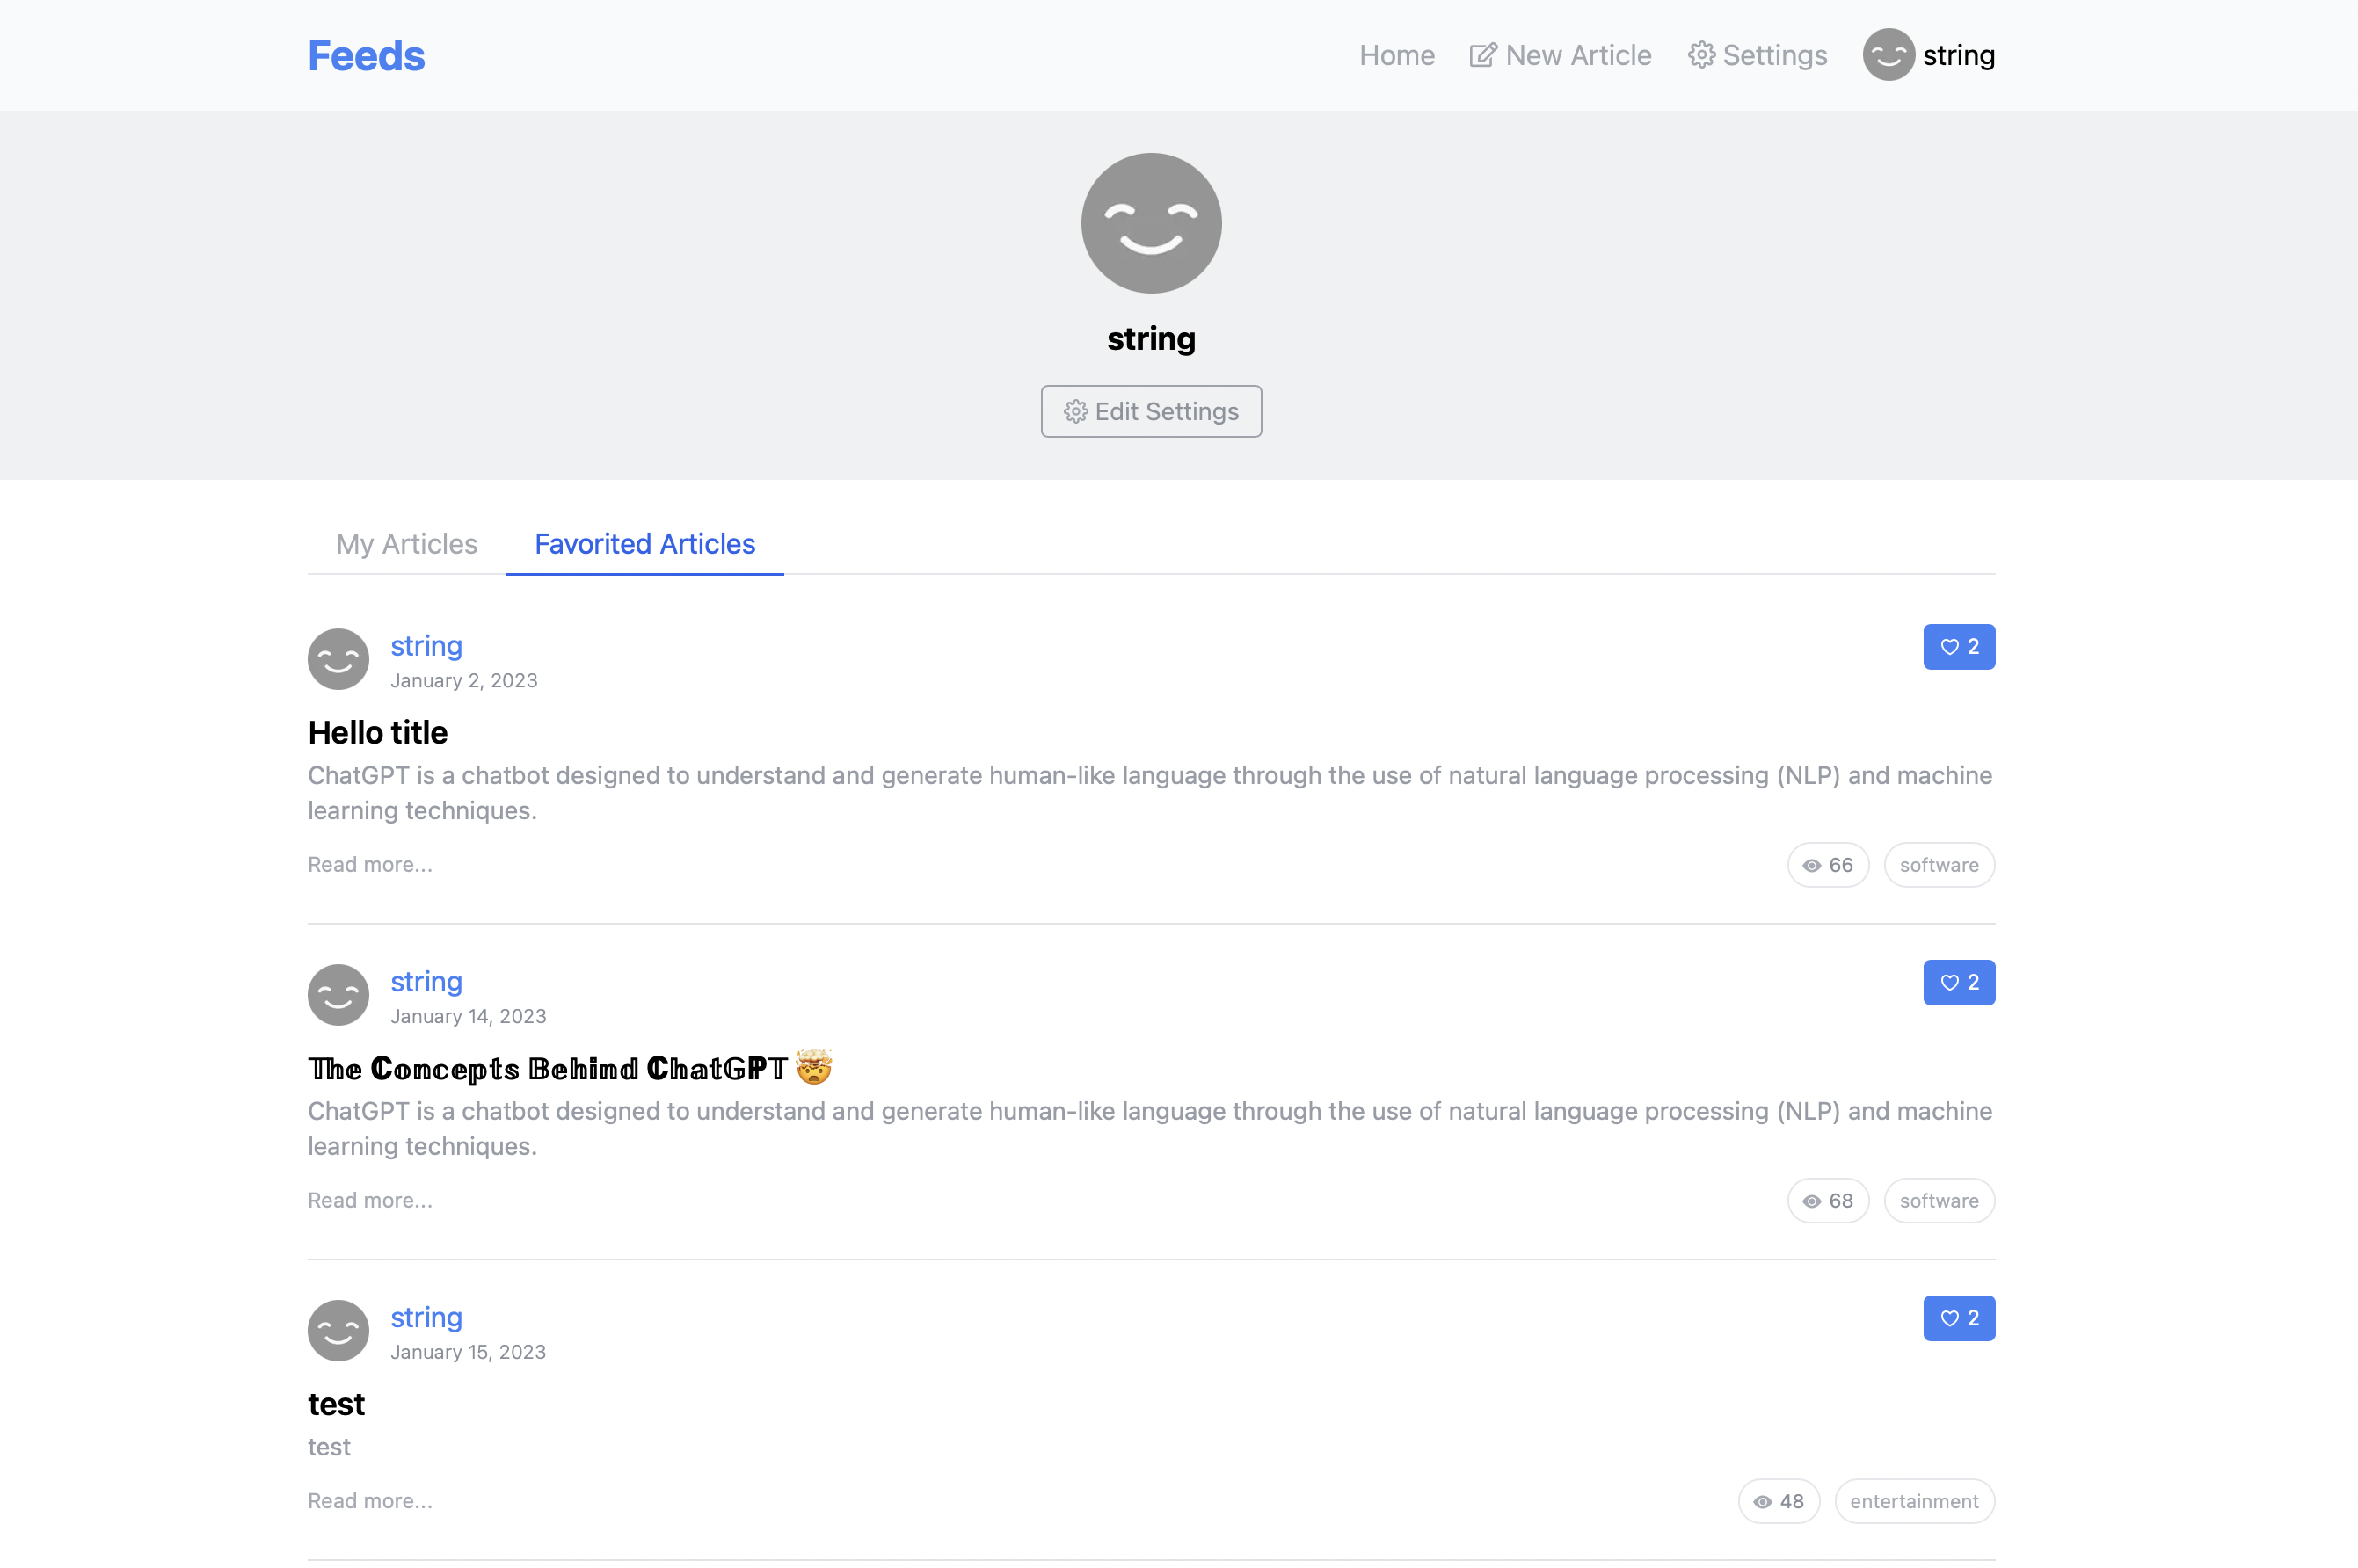 Feeds
Home New Article Settings string
string
Edit Settings
My Articles Favorited Articles
string 2
January 2, 2023
Hello title
ChatGPT is a chatbot designed to understand and generate human-like language through the use of natural language processing (NLP) and machine
learning techniques.
Read more... 66 software
string 2
January 14, 2023
𝕋𝕙𝕖 ℂ𝕠𝕟𝕔𝕖𝕡𝕥𝕤 𝔹𝕖𝕙𝕚𝕟𝕕 ℂ𝕙𝕒𝕥𝔾ℙ𝕋 🤯
ChatGPT is a chatbot designed to understand and generate human-like language through the use of natural language processing (NLP) and machine
learning techniques.
Read more... 68 software
string 2
January 15, 2023
test
test
Read more... 48 entertainment